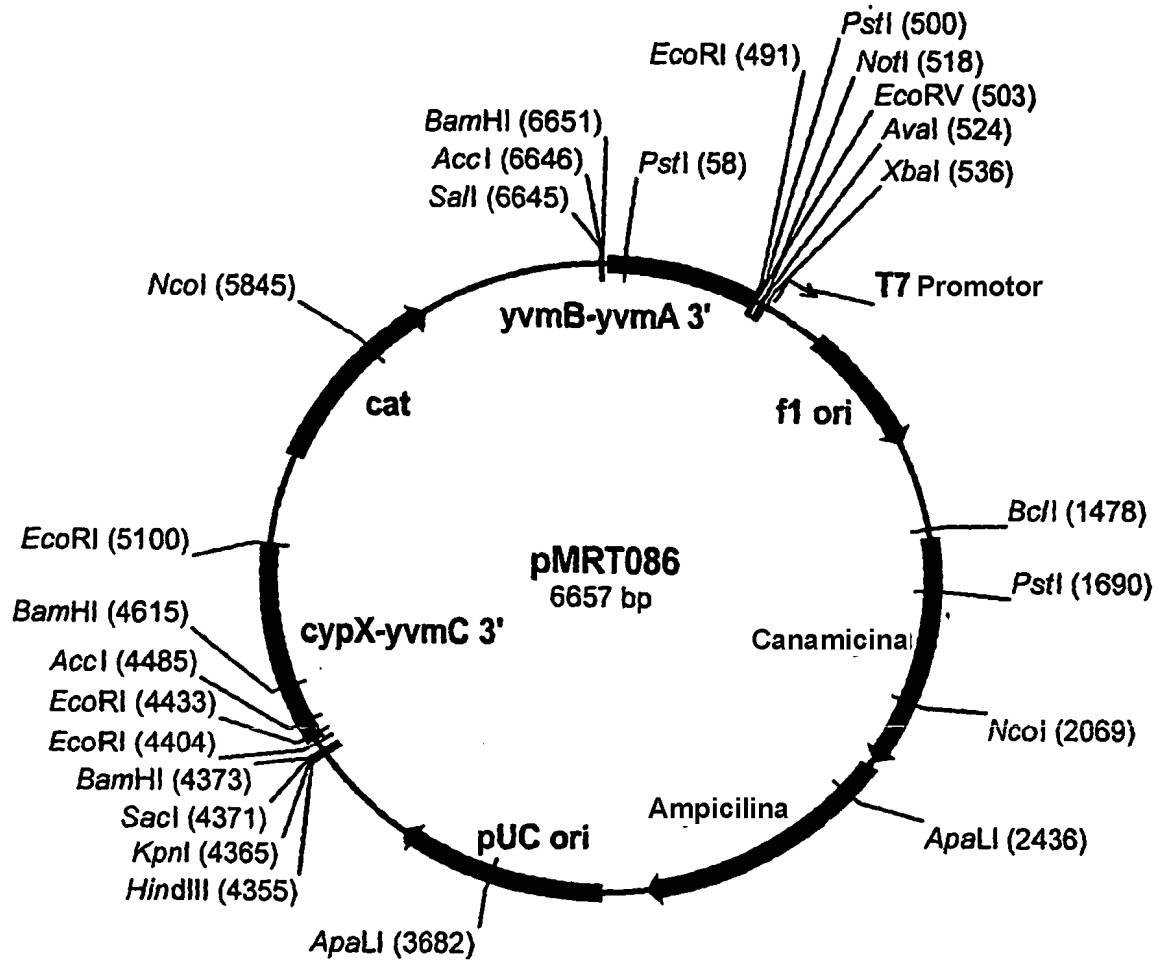 PstI (500)
EcoRI (491)
NotI (518)
EcoRV (503)
BamHI (6651)
AvaI (524)
AccI (6646)
PstI (58)
XbaI (536)
SalI (6645)
NcoI (5845)
T7 Promotor
yvmB-yvmA 3'
cat
f1 ori
BclI (1478)
EcoRI (5100)
pMRT086
6657 bp
PstI (1690)
BamHI (4615)
cypX-yvmC 3'
Canamicina
AccI (4485)
EcoRI (4433)
NcoI (2069)
EcoRI (4404)
BamHI (4373)
SacI (4371)
Ampicilina
KpnI (4365)
pUC ori
ApaLI (2436)
HindIII (4355)
ApaLI (3682)